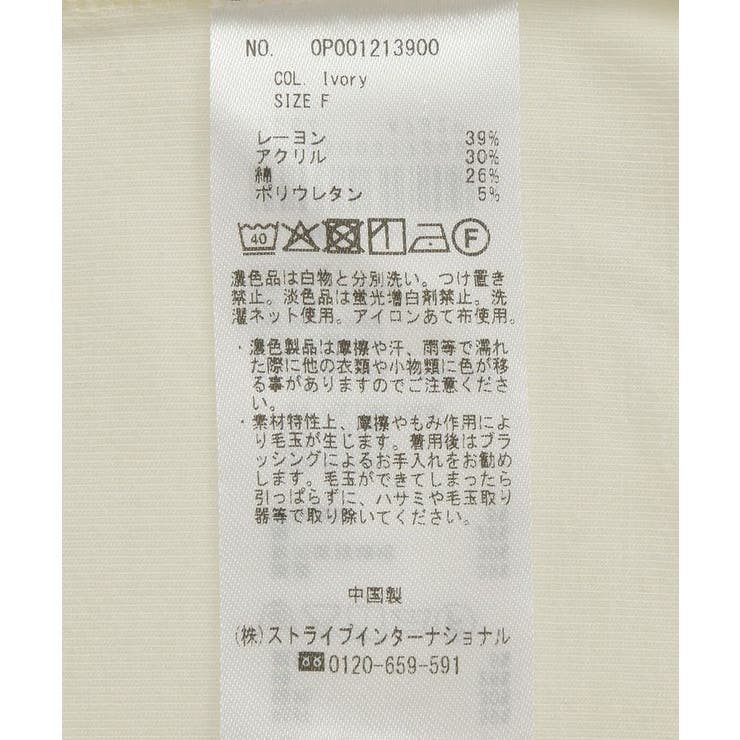 NO. OP001213900
COL. Ivory
SIZE F
レーヨン 39%
アクリル 30%
綿 26%
ポリウレタン 5%
40 F
濃色品は白物と分別洗い。つけ置き
禁止。淡色品は蛍光増白剤禁止。洗
濯ネット使用。アイロンあて布使用。
・濃色製品は摩擦や汗、雨等で濡れ
た際に他の衣類や小物類に色が移
る事がありますのでご注意くださ
い。
・素材特性上、摩擦やもみ作用によ
り毛玉が生じます。着用後はブラ
ッシングによるお手入れをお勧め
します。毛玉ができてしまったら
引っぱらずに、ハサミや毛玉取り
器等で取り除いてください。
中国製
(株)ストライプインターナショナル
0120-659-591